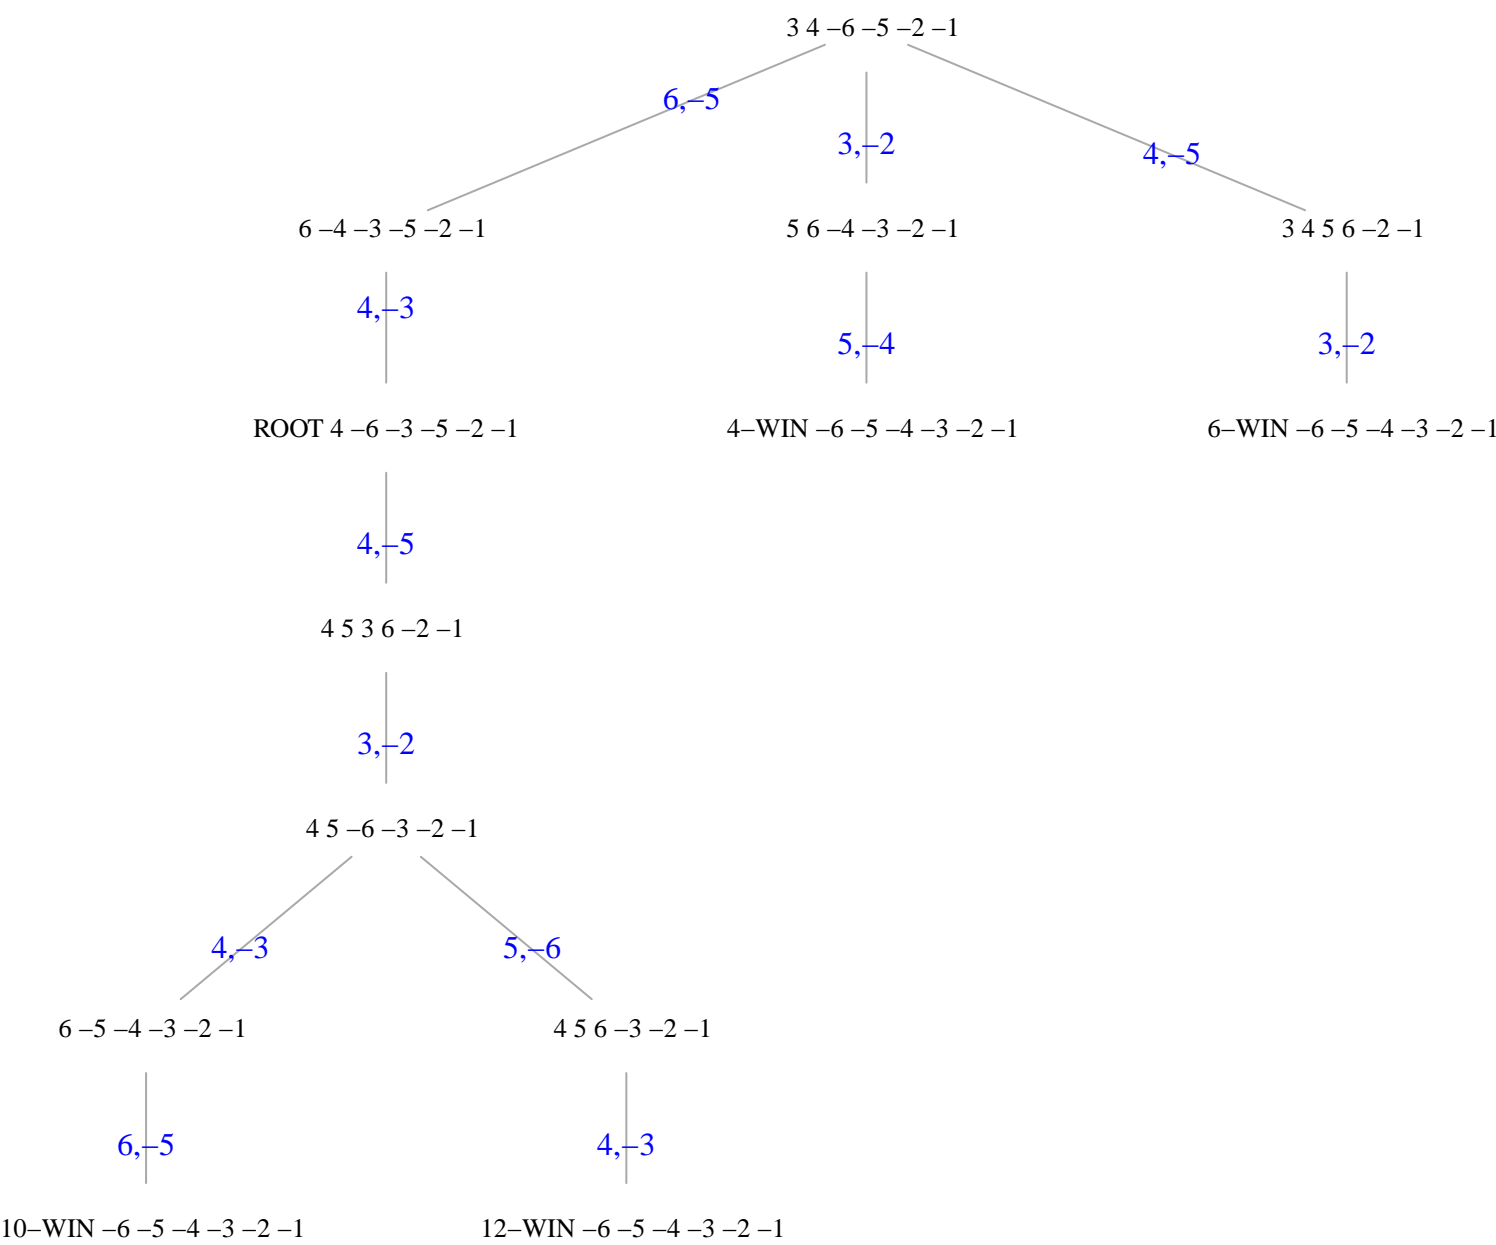 3 4 –6 –5 –2 –1
6,–5
3,–2
4,–5
6 –4 –3 –5 –2 –1
5 6 –4 –3 –2 –1
3 4 5 6 –2 –1
4,–3
5,–4
3,–2
ROOT 4 –6 –3 –5 –2 –1
4–WIN –6 –5 –4 –3 –2 –1
6–WIN –6 –5 –4 –3 –2 –1
4,–5
4 5 3 6 –2 –1
3,–2
4 5 –6 –3 –2 –1
4,–3
5,–6
6 –5 –4 –3 –2 –1
4 5 6 –3 –2 –1
6,–5
4,–3
10–WIN –6 –5 –4 –3 –2 –1
12–WIN –6 –5 –4 –3 –2 –1